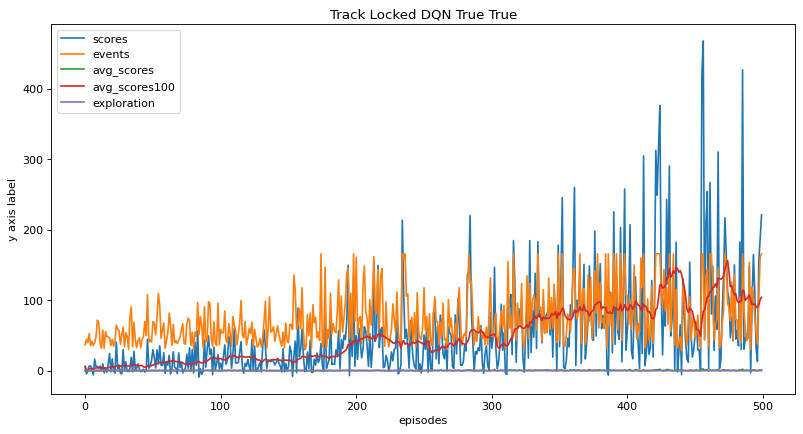 Track Locked DQN True True
scores
events
avg_scores
avg_scores100
exploration
y axis label
400
300
200
100
0
0 100 200 300 400 500
episodes